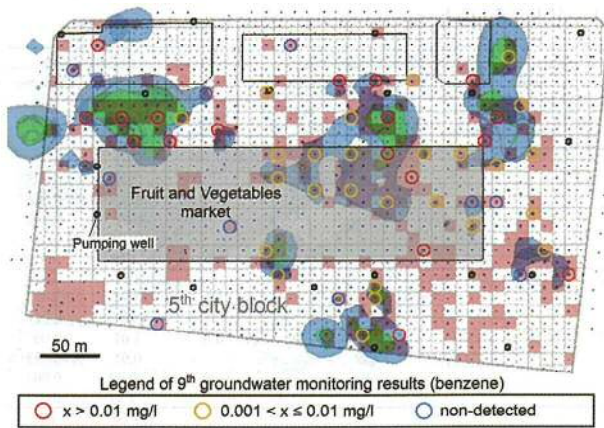 Fruit and Vegetables
market
Pumping well
5th city block
50 m
Legend of 9th groundwater monitoring results (benzene)
x > 0.01 mg/l
0.001 < x ≤ 0.01 mg/l
non-detected